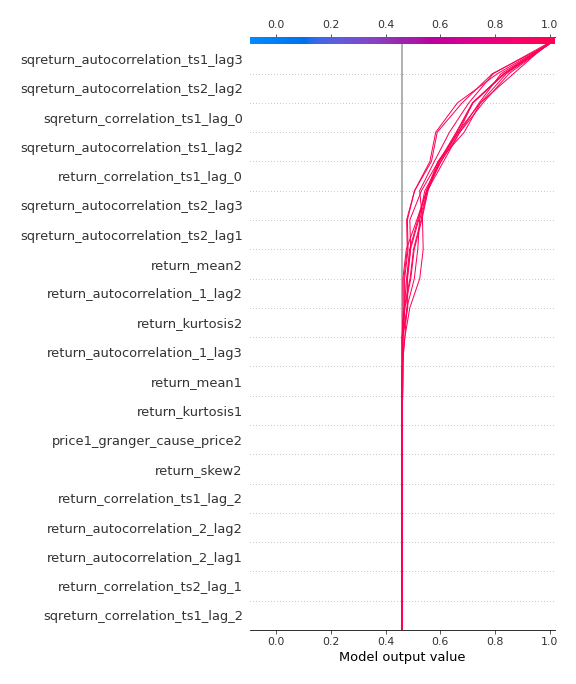 0.0 0.2 0.4 0.6 0.8 1.0
sqreturn_autocorrelation_ts1_lag3
sqreturn_autocorrelation_ts2_lag2
sqreturn_correlation_ts1_lag_0
sqreturn_autocorrelation_ts1_lag2
return_correlation_ts1_lag_0
sqreturn_autocorrelation_ts2_lag3
sqreturn_autocorrelation_ts2_lag1
return_mean2
return_autocorrelation_1_lag2
return_kurtosis2
return_autocorrelation_1_lag3
return_mean1
return_kurtosis1
price1_granger_cause_price2
return_skew2
return_correlation_ts1_lag_2
return_autocorrelation_2_lag2
return_autocorrelation_2_lag1
return_correlation_ts2_lag_1
sqreturn_correlation_ts1_lag_2
0.0 0.2 0.4 0.6 0.8 1.0
Model output value